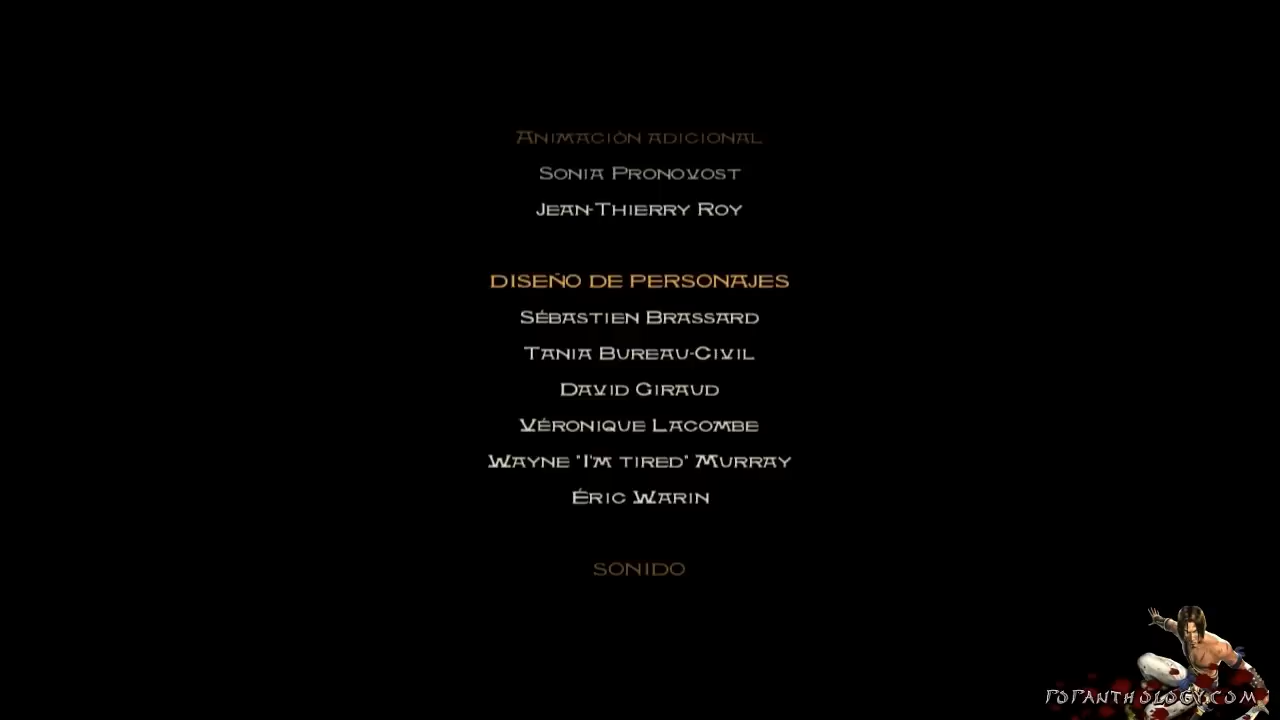 Animación adicional
Sonia Pronovost
Jean-Thierry Roy
DISEÑO DE PERSONAJES
Sébastien Brassard
Tania Bureau-Civil
David Giraud
Véronique Lacombe
Wayne "I'm tired" Murray
Éric Warin
SONIDO
PoPAnthology.com